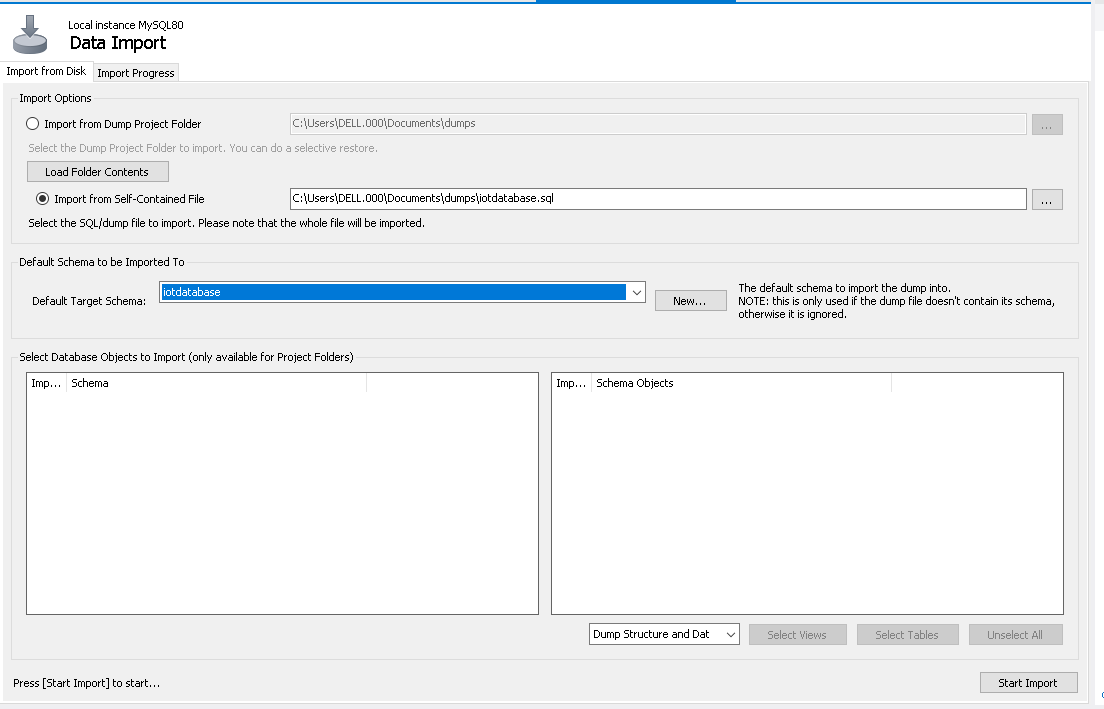 Local instance MySQL80
Data Import
Import from Disk
Import Progress
Import Options
Import from Dump Project Folder
C:\Users\DELL.000\Documents\dumps
...
Select the Dump Project Folder to import. You can do a selective restore.
Load Folder Contents
Import from Self-Contained File
C:\Users\DELL.000\Documents\dumps\iotdatabase.sql
...
Select the SQL/dump file to import. Please note that the whole file will be imported.
Default Schema to be Imported To
Default Target Schema:
iotdatabase
New...
The default schema to import the dump into.
NOTE: this is only used if the dump file doesn't contain its schema,
otherwise it is ignored.
Select Database Objects to Import (only available for Project Folders)
Imp...
Schema
Imp...
Schema Objects
Dump Structure and Dat
Select Views
Select Tables
Unselect All
Press [Start Import] to start...
Start Import